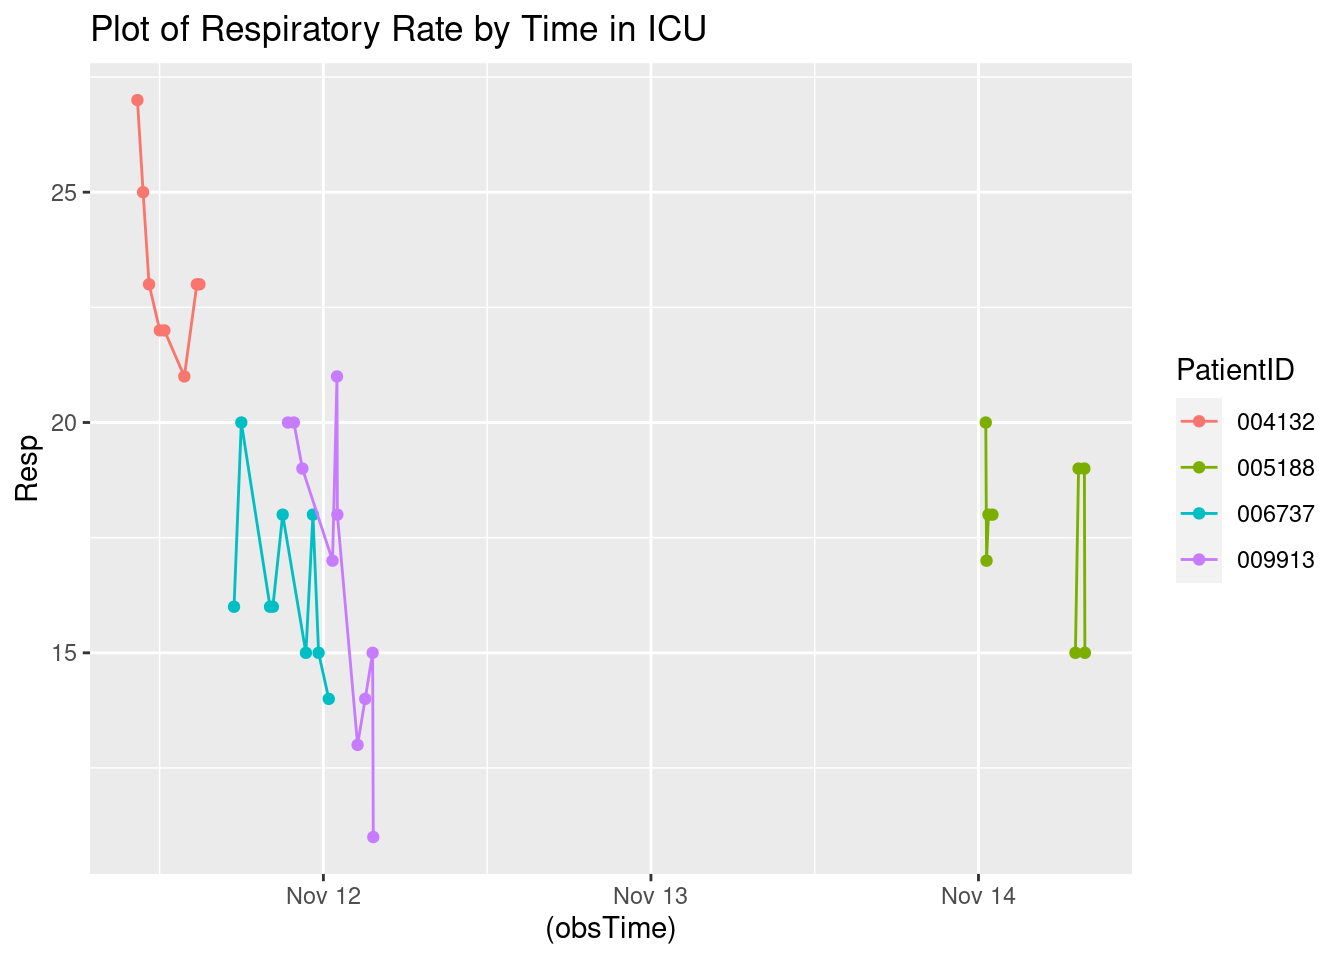 Plot of Respiratory Rate by Time in ICU
25
20
15
Resp
Nov 12
Nov 13
Nov 14
(obsTime)
PatientID
004132
005188
006737
009913